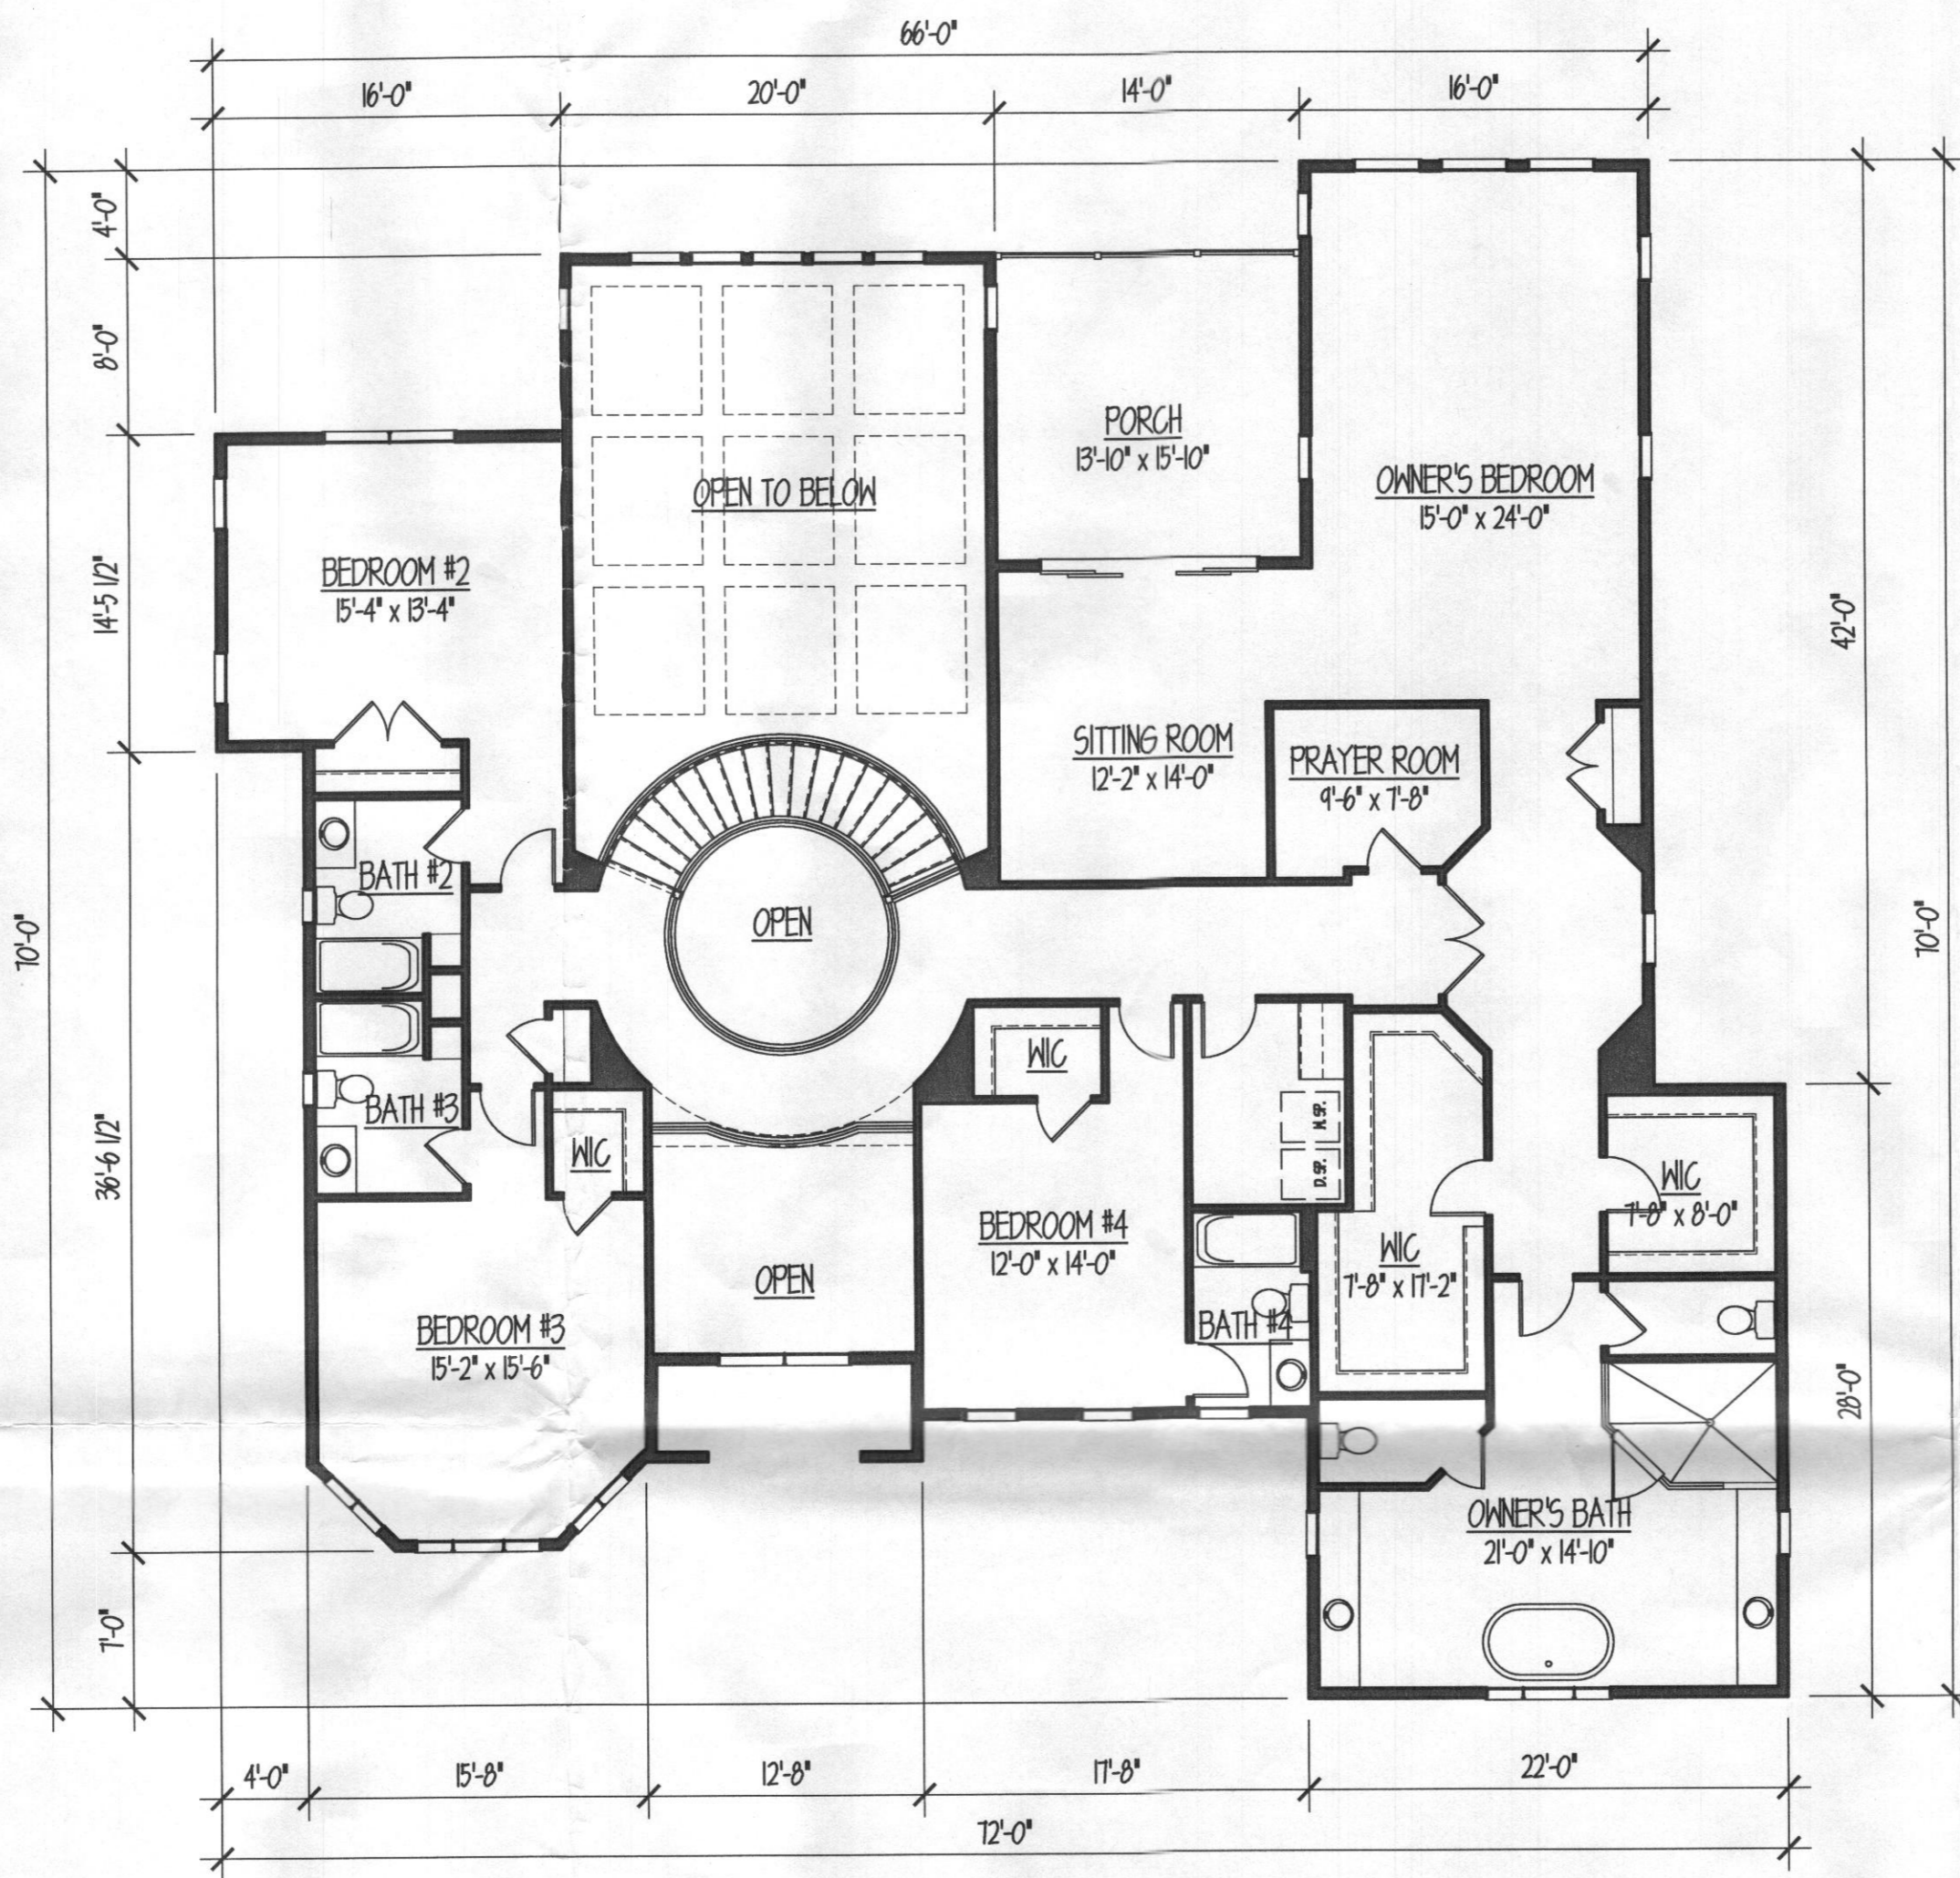 66'-0"
16'-0"
20'-0"
14'-0"
16'-0"
4'-0"
8'-0"
14'-5 1/2"
36'-6 1/2"
7'-0"
70'-0"
42'-0"
28'-0"
70'-0"
PORCH
13'-10" x 15'-10"
OWNER'S BEDROOM
15'-0" x 24'-0"
OPEN TO BELOW
BEDROOM #2
15'-4" x 13'-4"
SITTING ROOM
12'-2" x 14'-0"
PRAYER ROOM
9'-6" x 7'-8"
BATH #2
OPEN
WIC
BATH #3
WIC
W.SP.
D.SP.
WIC
7'-8" x 8'-0"
BEDROOM #4
12'-0" x 14'-0"
WIC
7'-8" x 17'-2"
OPEN
BATH #4
BEDROOM #3
15'-2" x 15'-6"
OWNER'S BATH
21'-0" x 14'-10"
4'-0"
15'-8"
12'-8"
17'-8"
22'-0"
72'-0"